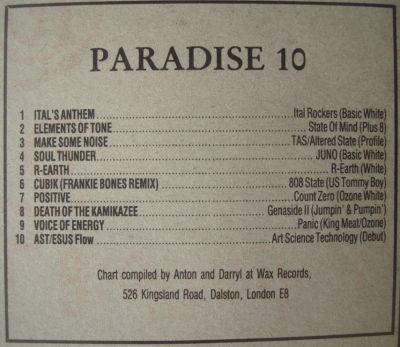 PARADISE 10
1 ITAL'S ANTHEM Ital Rockers (Basic White)
2 ELEMENTS OF TONE State Of Mind (Plus 8)
3 MAKE SOME NOISE TAS/Altered State (Profile)
4 SOUL THUNDER JUNO (Basic White)
5 R-EARTH R-Earth (White)
6 CUBIK (FRANKIE BONES REMIX) 808 State (US Tommy Boy)
7 POSITIVE Count Zero (Ozone White)
8 DEATH OF THE KAMIKAZEE Genaside II (Jumpin' & Pumpin')
9 VOICE OF ENERGY Panic (King Meat/Ozone)
10 AST/ESUS Flow Art Science Technology (Debut)
Chart compiled by Anton and Darryl at Wax Records,
526 Kingsland Road, Dalston, London E8